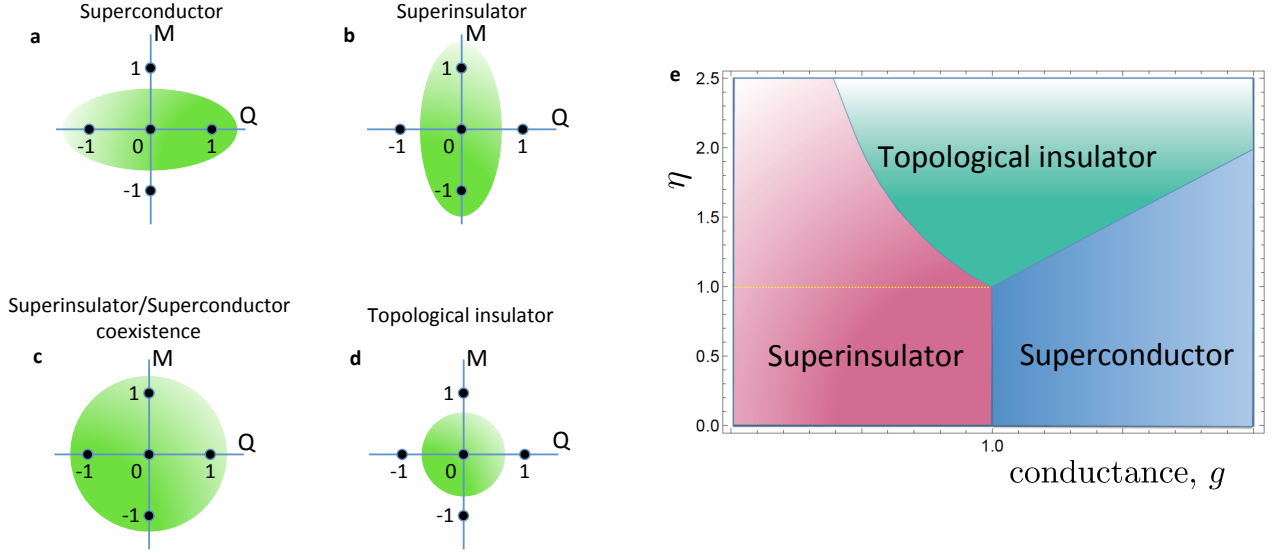 Superconductor
a
M
1
Q
-1
0
1
-1
Superinsulator
b
M
1
Q
-1
0
1
-1
Superinsulator/Superconductor
coexistence
c
M
1
Q
-1
0
1
-1
Topological insulator
d
M
1
Q
-1
0
1
-1
e
2.5
2.0
1.5
1.0
0.5
0.0
η
Topological insulator
Superinsulator
Superconductor
1.0
conductance, g